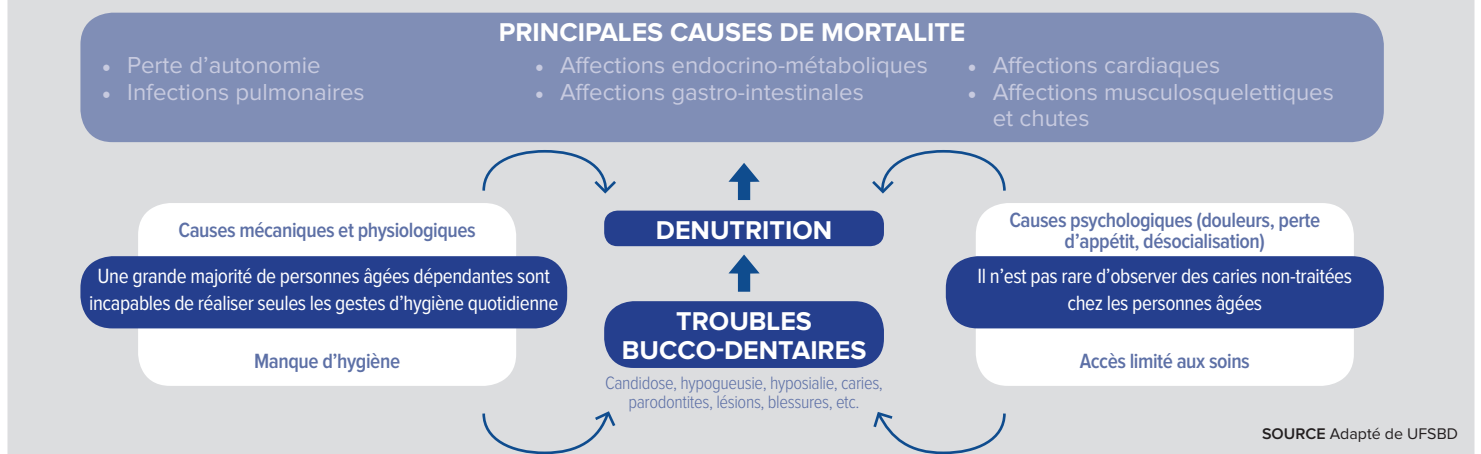 PRINCIPALES CAUSES DE MORTALITE
• Perte d’autonomie
• Infections pulmonaires
• Affections endocrino-métaboliques
• Affections gastro-intestinales
• Affections cardiaques
• Affections musculosquelettiques
et chutes
Causes mécaniques et physiologiques
Une grande majorité de personnes âgées dépendantes sont
incapables de réaliser seules les gestes d’hygiène quotidienne
Manque d’hygiène
DENUTRITION
TROUBLES
BUCCO-DENTAIRES
Candidose, hypogueusie, hyposialie, caries,
parodontites, lésions, blessures, etc.
Causes psychologiques (douleurs, perte
d’appétit, désocialisation)
Il n’est pas rare d’observer des caries non-traitées
chez les personnes âgées
Accès limité aux soins
SOURCE Adapté de UFSBD